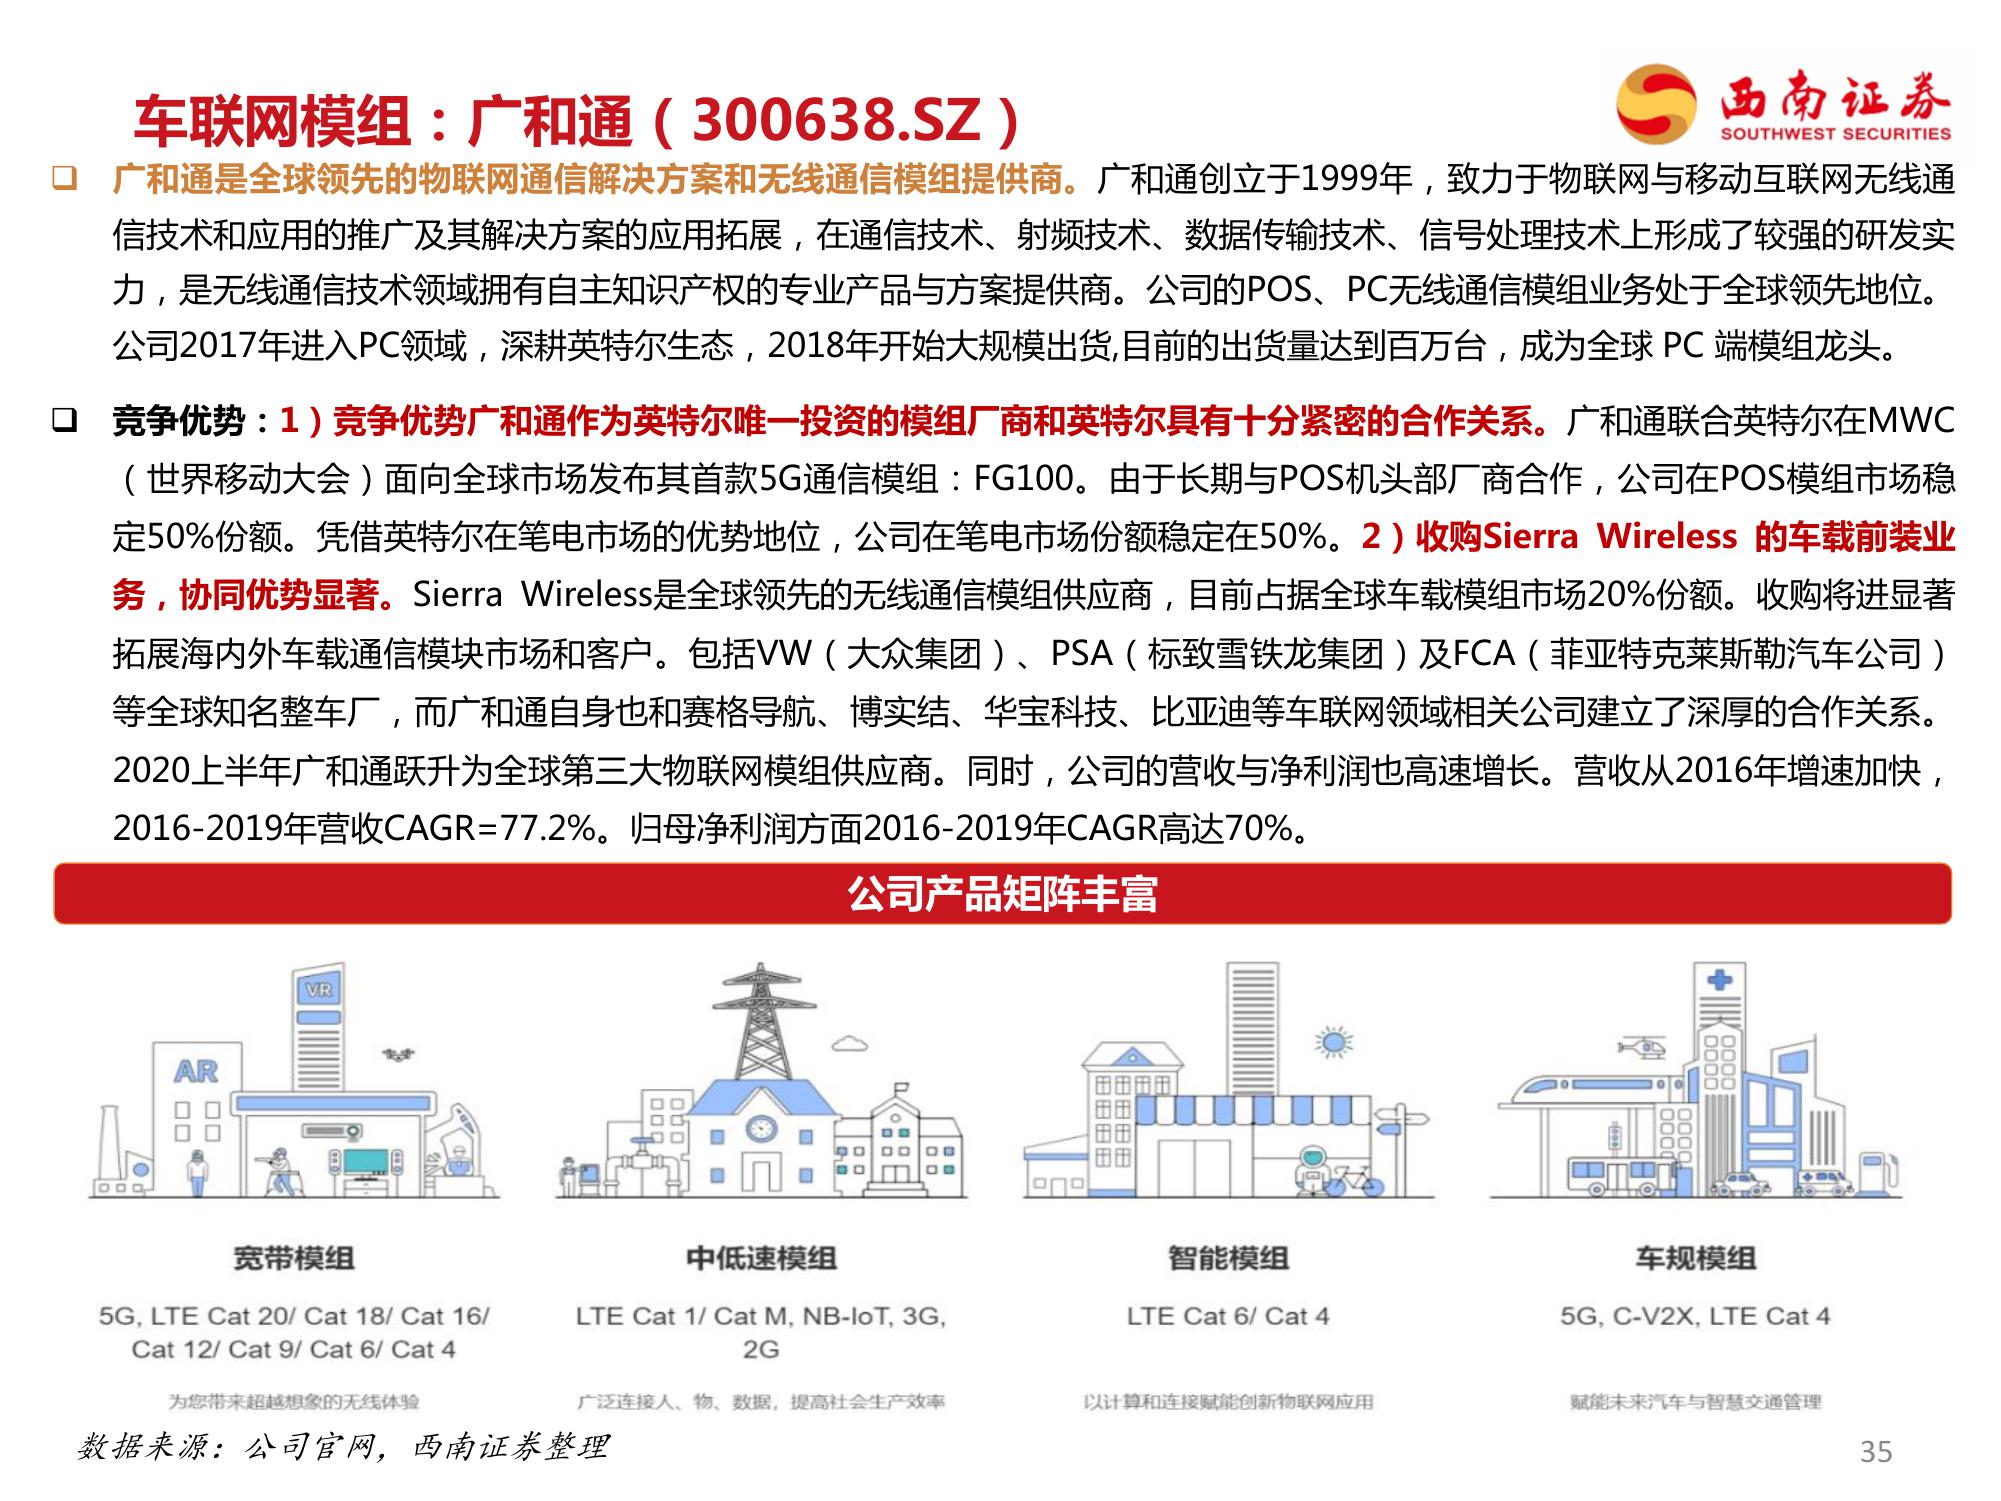 车联网模组：广和通（300638.SZ）
西南证券
SOUTHWEST SECURITIES
❑ 广和通是全球领先的物联网通信解决方案和无线通信模组提供商。广和通创立于1999年，致力于物联网与移动互联网无线通
信技术和应用的推广及其解决方案的应用拓展，在通信技术、射频技术、数据传输技术、信号处理技术上形成了较强的研发实
力，是无线通信技术领域拥有自主知识产权的专业产品与方案提供商。公司的POS、PC无线通信模组业务处于全球领先地位。
公司2017年进入PC领域，深耕英特尔生态，2018年开始大规模出货,目前的出货量达到百万台，成为全球 PC 端模组龙头。
❑ 竞争优势：1）竞争优势广和通作为英特尔唯一投资的模组厂商和英特尔具有十分紧密的合作关系。广和通联合英特尔在MWC
（世界移动大会）面向全球市场发布其首款5G通信模组：FG100。由于长期与POS机头部厂商合作，公司在POS模组市场稳
定50%份额。凭借英特尔在笔电市场的优势地位，公司在笔电市场份额稳定在50%。2）收购Sierra Wireless 的车载前装业
务，协同优势显著。Sierra Wireless是全球领先的无线通信模组供应商，目前占据全球车载模组市场20%份额。收购将进显著
拓展海内外车载通信模块市场和客户。包括VW（大众集团）、PSA（标致雪铁龙集团）及FCA（菲亚特克莱斯勒汽车公司）
等全球知名整车厂，而广和通自身也和赛格导航、博实结、华宝科技、比亚迪等车联网领域相关公司建立了深厚的合作关系。
2020上半年广和通跃升为全球第三大物联网模组供应商。同时，公司的营收与净利润也高速增长。营收从2016年增速加快，
2016-2019年营收CAGR=77.2%。归母净利润方面2016-2019年CAGR高达70%。
公司产品矩阵丰富
VR
AR
宽带模组
5G, LTE Cat 20/ Cat 18/ Cat 16/
Cat 12/ Cat 9/ Cat 6/ Cat 4
为您带来超越想象的无线体验
中低速模组
LTE Cat 1/ Cat M, NB-IoT, 3G,
2G
广泛连接人、物、数据，提高社会生产效率
智能模组
LTE Cat 6/ Cat 4
以计算和连接赋能创新物联网应用
车规模组
5G, C-V2X, LTE Cat 4
赋能未来汽车与智慧交通管理
数据来源：公司官网，西南证券整理
35